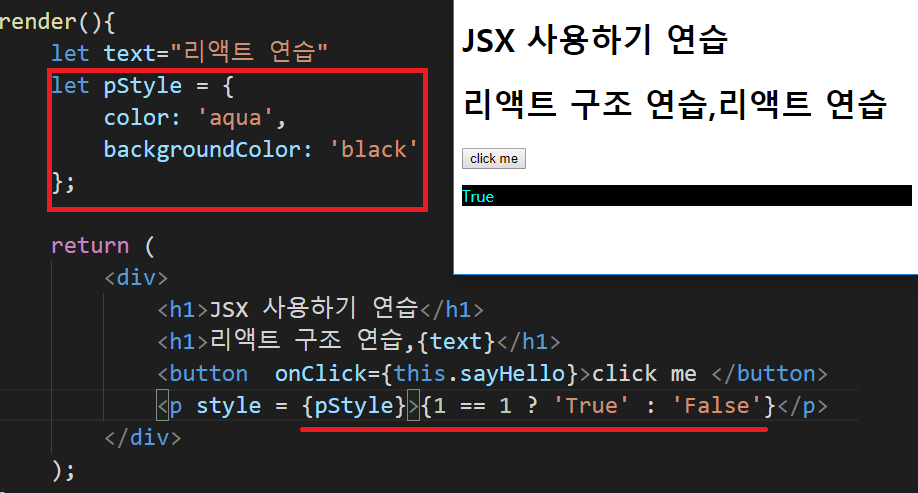 render(){
let text="리액트 연습"
let pStyle = {
color: 'aqua',
backgroundColor: 'black'
};
return (
<div>
<h1>JSX 사용하기 연습</h1>
<h1>리액트 구조 연습,{text}</h1>
<button  onClick={this.sayHello}>click me </button>
<p style = {pStyle}>{1 == 1 ? 'True' : 'False'}</p>
</div>
);
JSX 사용하기 연습
리액트 구조 연습,리액트 연습
click me
True